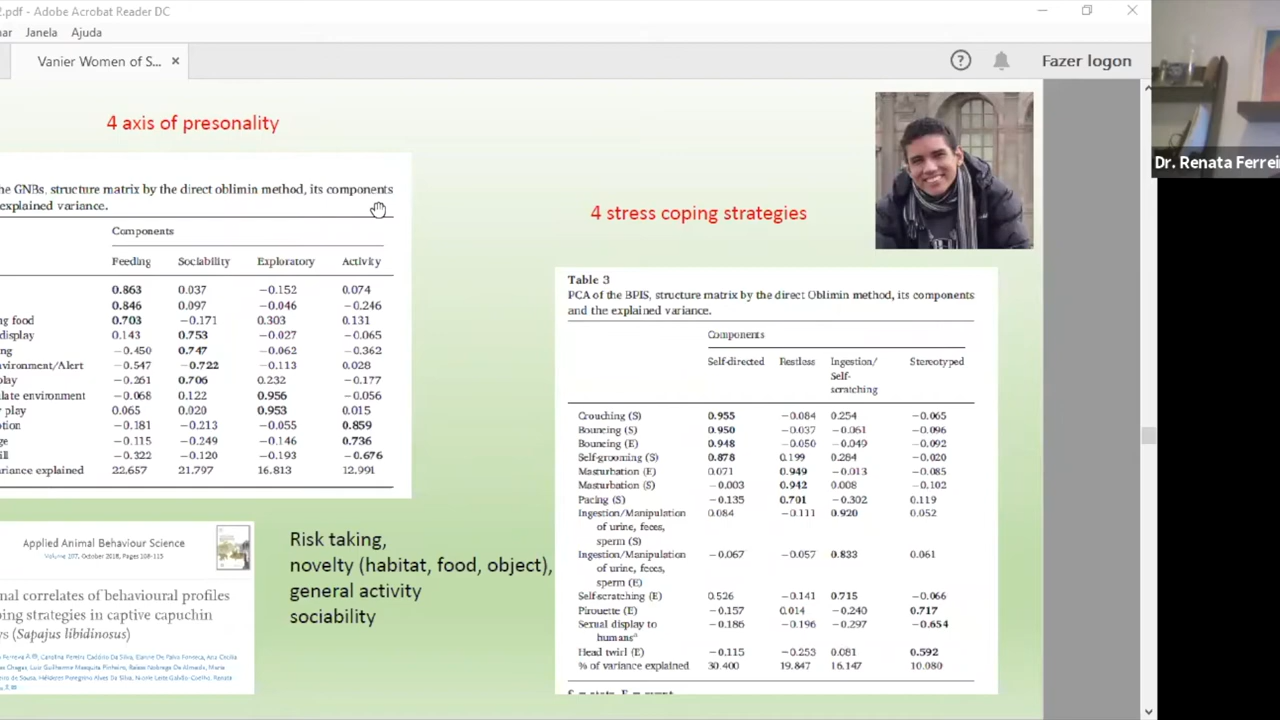 2.pdf - Adobe Acrobat Reader DC
nar Janela Ajuda
Vanier Women of S... ×
? Fazer logon
Dr. Renata Ferrei
4 axis of presonality
he GNBs, structure matrix by the direct oblimin method, its components
explained variance.
Components
Feeding Sociability Exploratory Activity
0.863 0.037 −0.152 0.074
0.846 0.097 −0.046 −0.246
ng food 0.703 −0.171 0.303 0.131
display 0.143 0.753 −0.027 −0.065
ng −0.450 0.747 −0.062 −0.362
nvironment/Alert −0.547 −0.722 −0.113 0.028
lay −0.261 0.706 0.232 −0.177
late environment −0.068 0.122 0.956 −0.056
r play 0.065 0.020 0.953 0.015
tion −0.181 −0.213 −0.055 0.859
ge −0.115 −0.249 −0.146 0.736
ill −0.322 −0.120 −0.193 −0.676
ariance explained 22.657 21.797 16.813 12.991
Applied Animal Behaviour Science
Volume 207, October 2018, Pages 108-115
nal correlates of behavioural profiles
ping strategies in captive capuchin
ys (Sapajus libidinosus)
Risk taking,
novelty (habitat, food, object),
general activity
sociability
4 stress coping strategies
Table 3
PCA of the BPIS, structure matrix by the direct Oblimin method, its components
and the explained variance.
Components
Self-directed Restless Ingestion/ Stereotyped
Self-
scratching
Crouching (S) 0.955 −0.084 0.254 −0.065
Bouncing (S) 0.950 −0.037 −0.061 −0.096
Bouncing (E) 0.948 −0.050 −0.049 −0.092
Self-grooming (S) 0.878 0.199 0.284 −0.020
Masturbation (E) 0.071 0.949 −0.013 −0.085
Masturbation (S) −0.003 0.942 0.008 −0.102
Pacing (S) −0.135 0.701 −0.302 0.119
Ingestion/Manipulation 0.084 −0.111 0.920 0.052
of urine, feces,
sperm (S)
Ingestion/Manipulation −0.067 −0.057 0.833 0.061
of urine, feces,
sperm (E)
Self-scratching (E) 0.526 −0.141 0.715 −0.066
Pirouette (E) −0.157 0.014 −0.240 0.717
Sexual display to −0.186 −0.196 −0.297 −0.654
humansª
Head twirl (E) −0.115 −0.253 0.081 0.592
% of variance explained 30.400 19.847 16.147 10.980